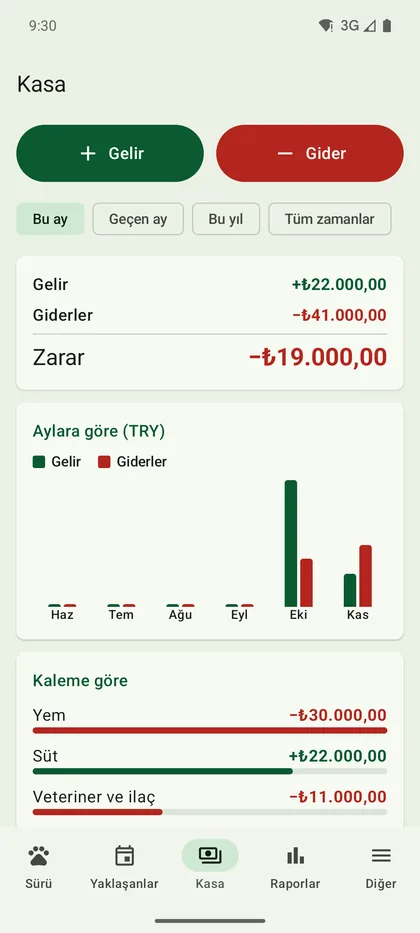 9:30 3G
Kasa
+ Gelir − Gider
Bu ay Geçen ay Bu yıl Tüm zamanlar
Gelir +₺22.000,00
Giderler −₺41.000,00
Zarar −₺19.000,00
Aylara göre (TRY)
Gelir Giderler
Haz Tem Ağu Eyl Eki Kas
Kaleme göre
Yem −₺30.000,00
Süt +₺22.000,00
Veteriner ve ilaç −₺11.000,00
Sürü Yaklaşanlar Kasa Raporlar Diğer